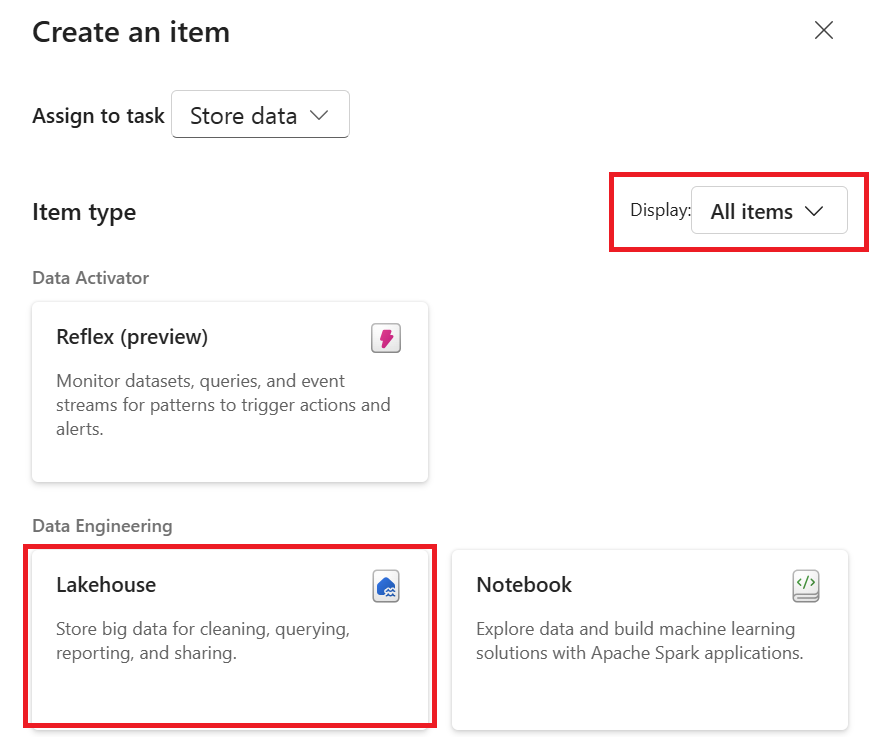 Create an item
Assign to task Store data
Item type
Display: All items
Data Activator
Reflex (preview)
Monitor datasets, queries, and event
streams for patterns to trigger actions and
alerts.
Data Engineering
Lakehouse
Store big data for cleaning, querying,
reporting, and sharing.
Notebook
Explore data and build machine learning
solutions with Apache Spark applications.